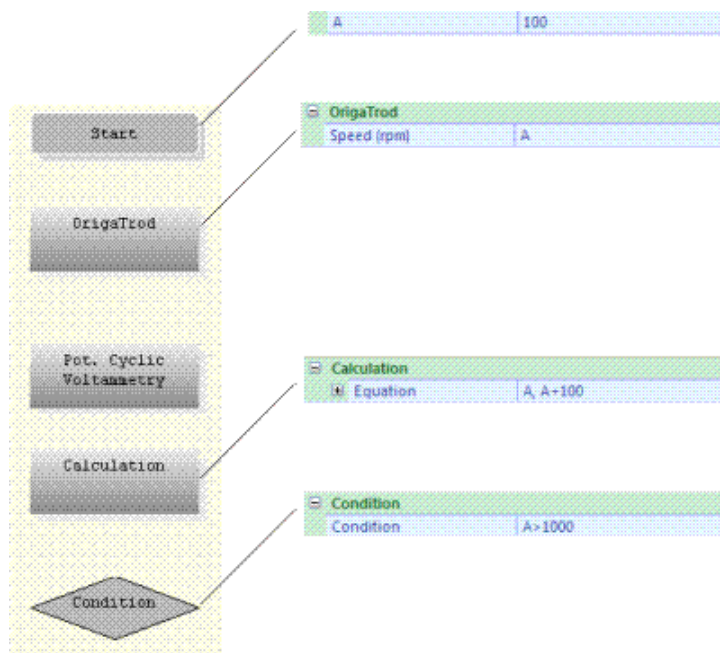 A 100
Start
OrigaTrod
Speed (rpm) A
OrigaTrod
Pot. Cyclic
Voltammetry
Calculation
Equation A, A+100
Calculation
Condition
Condition A>1000
Condition